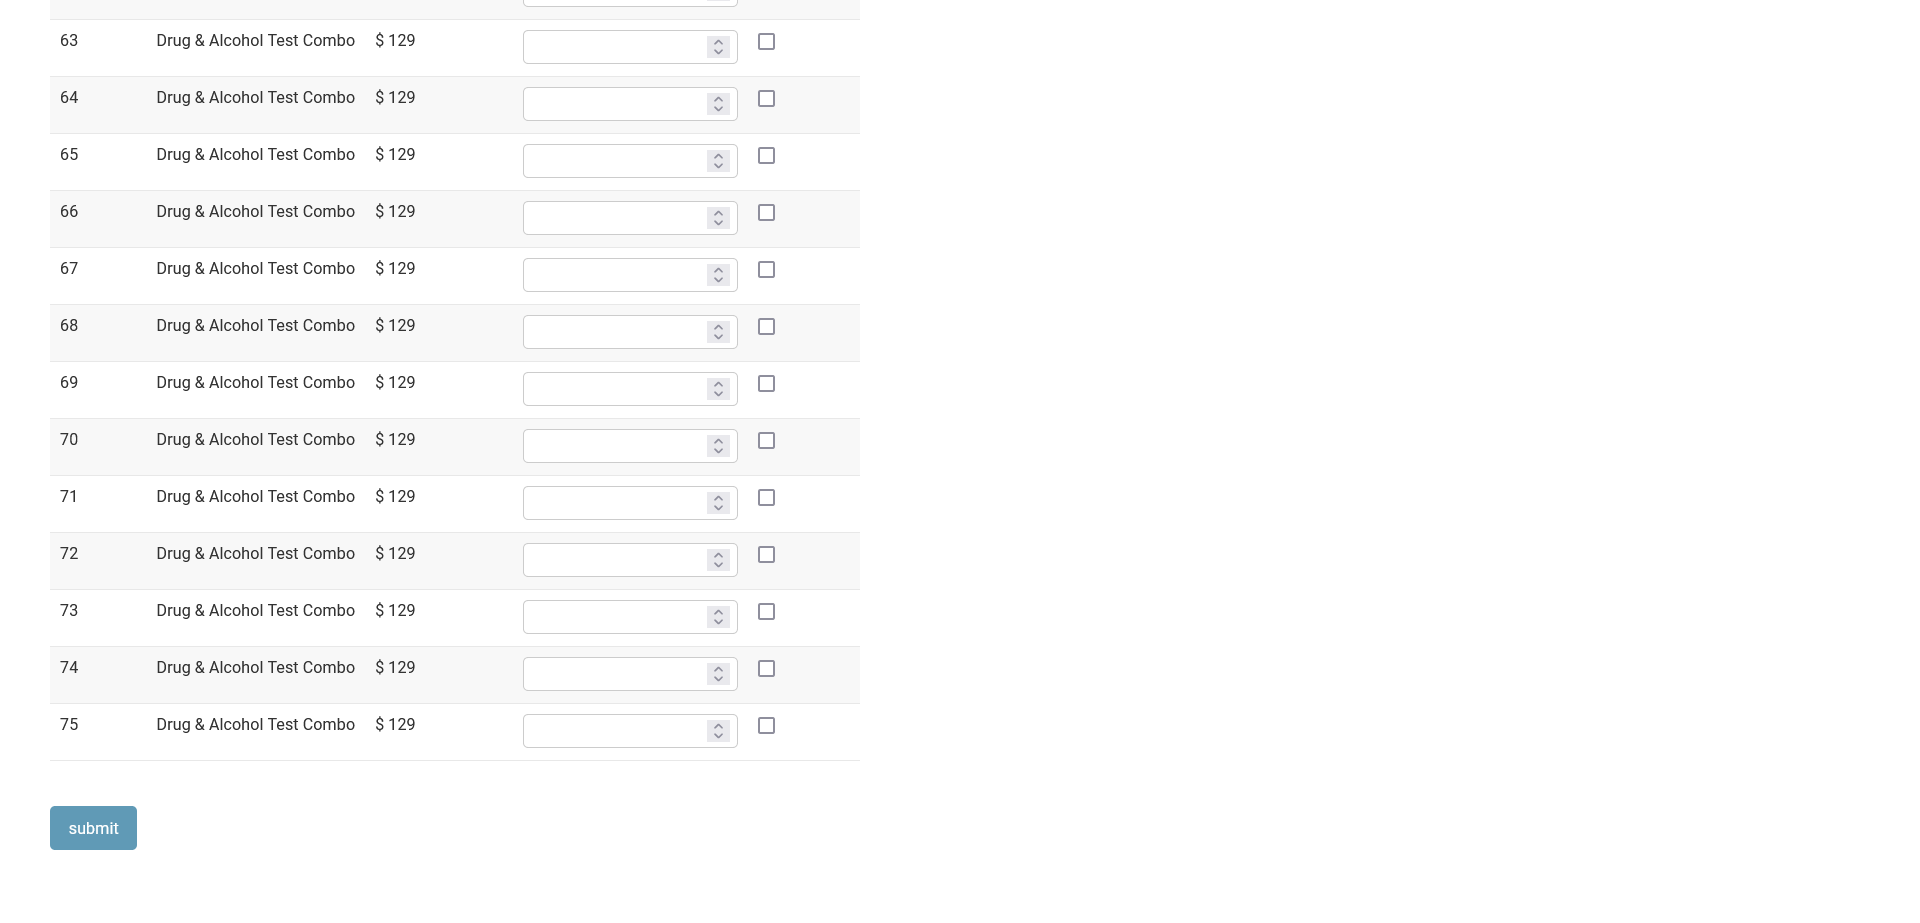 63 Drug & Alcohol Test Combo $ 129
64 Drug & Alcohol Test Combo $ 129
65 Drug & Alcohol Test Combo $ 129
66 Drug & Alcohol Test Combo $ 129
67 Drug & Alcohol Test Combo $ 129
68 Drug & Alcohol Test Combo $ 129
69 Drug & Alcohol Test Combo $ 129
70 Drug & Alcohol Test Combo $ 129
71 Drug & Alcohol Test Combo $ 129
72 Drug & Alcohol Test Combo $ 129
73 Drug & Alcohol Test Combo $ 129
74 Drug & Alcohol Test Combo $ 129
75 Drug & Alcohol Test Combo $ 129
submit